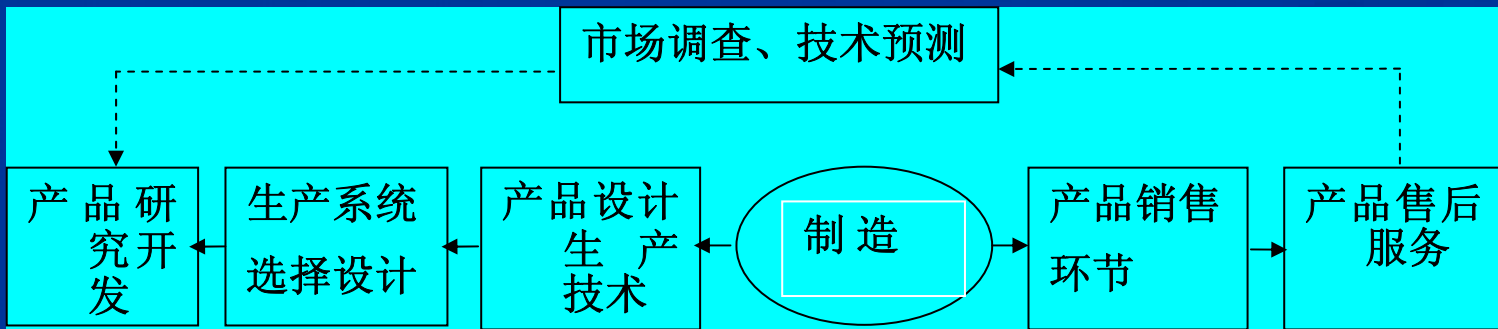 市场调查、技术预测
产 品 研
究开
发
生产系统
选择设计
产品设计
生 产
技术
制 造
产品销售
环节
产品售后
服务